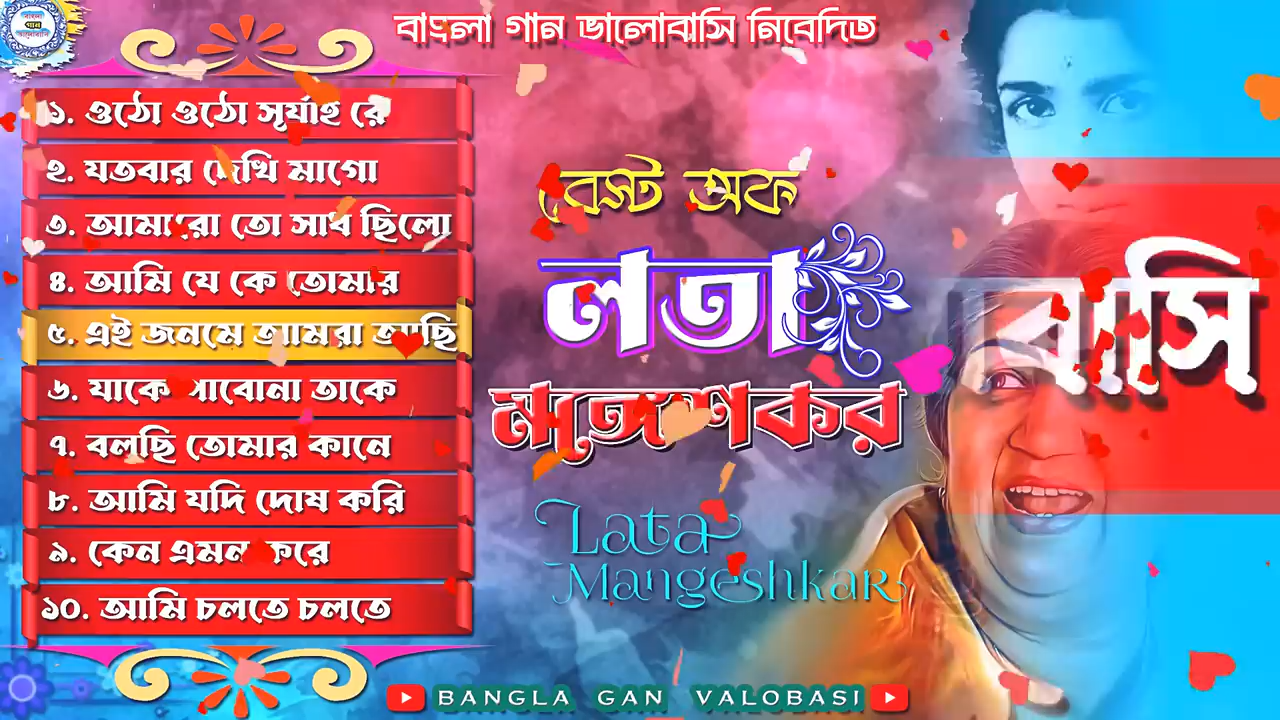 বাংলা গান ভালোবাসি নিবেদিত
১. ওঠো ওঠো সূর্যাই রে
২. যতবার দেখি মাগো
৩. আমারো তো সাধ ছিলো
৪. আমি যে কে তোমার
৫. এই জনমে আমরা আছি
৬. যাকে পাবোনা তাকে
৭. বলছি তোমার কানে
৮. আমি যদি দোষ করি
৯. কেন এমন করে
১০. আমি চলতে চলতে
বেস্ট অফ
লতা
মঙ্গেশকর
Lata
Mangeshkar
বাসি
BANGLA GAN VALOBASI